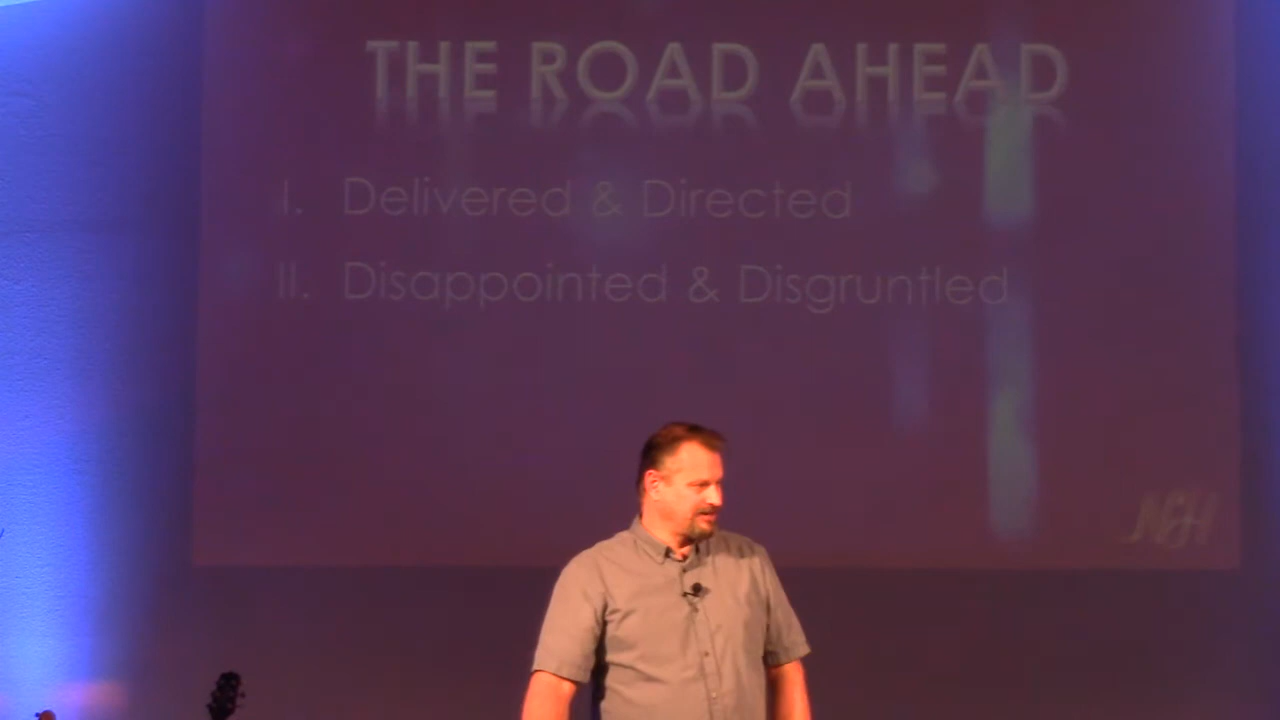 THE ROAD AHEAD
I. Delivered & Directed
II. Disappointed & Disgruntled